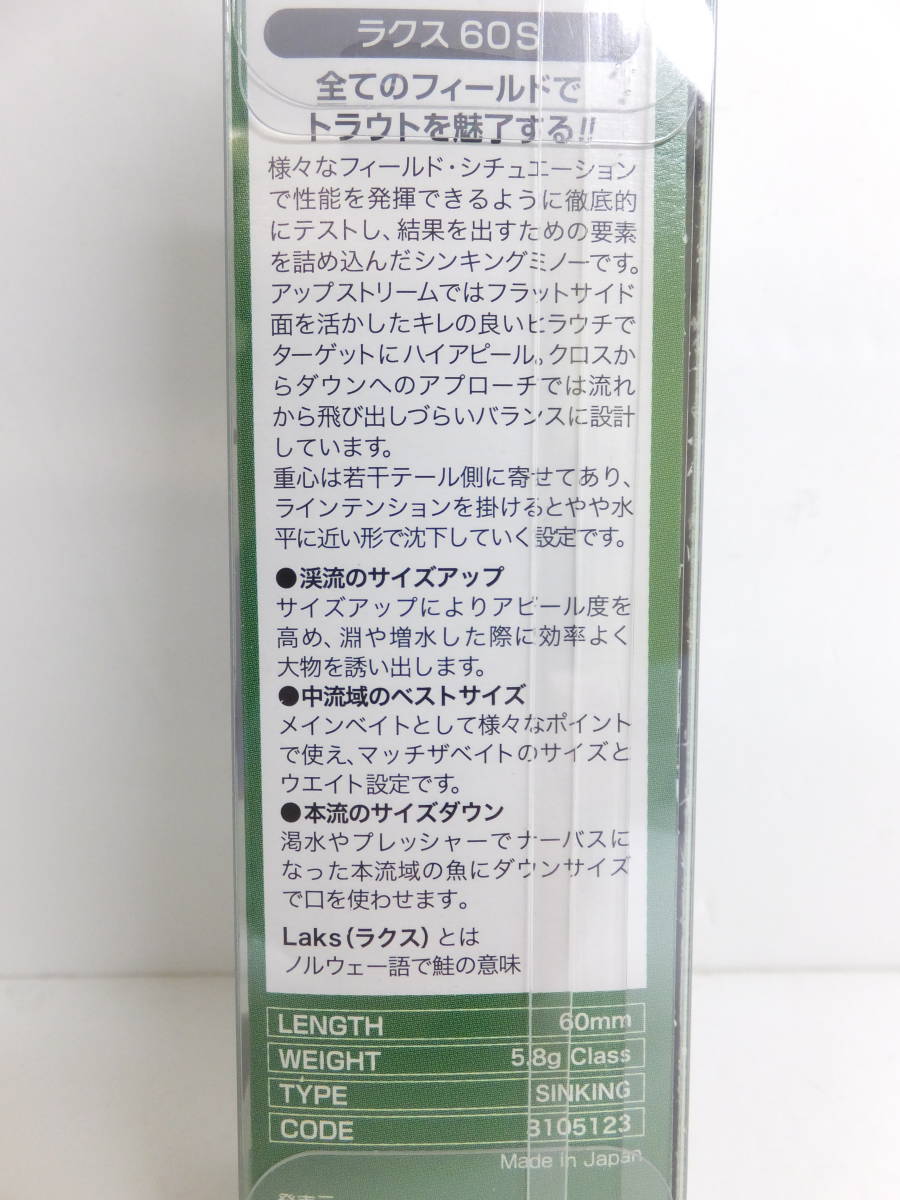 ラクス 60S
全てのフィールドで
トラウトを魅了する!!
様々なフィールド・シチュエーション
で性能を発揮できるように徹底的
にテストし、結果を出すための要素
を詰め込んだシンキングミノーです。
アップストリームではフラットサイド
面を活かしたキレの良いヒラウチで
ターゲットにハイアピール。クロスか
らダウンへのアプローチでは流れ
から飛び出しづらいバランスに設計
しています。
重心は若干テール側に寄せてあり、
ラインテンションを掛けるとやや水
平に近い形で沈下していく設定です。
●渓流のサイズアップ
サイズアップによりアピール度を
高め、淵や増水した際に効率よく
大物を誘い出します。
●中流域のベストサイズ
メインベイトとして様々なポイント
で使え、マッチザベイトのサイズと
ウエイト設定です。
●本流のサイズダウン
渇水やプレッシャーでナーバスに
なった本流域の魚にダウンサイズ
で口を使わせます。
Laks(ラクス)とは
ノルウェー語で鮭の意味
LENGTH 60mm
WEIGHT 5.8g Class
TYPE SINKING
CODE 3105123
Made in Japan